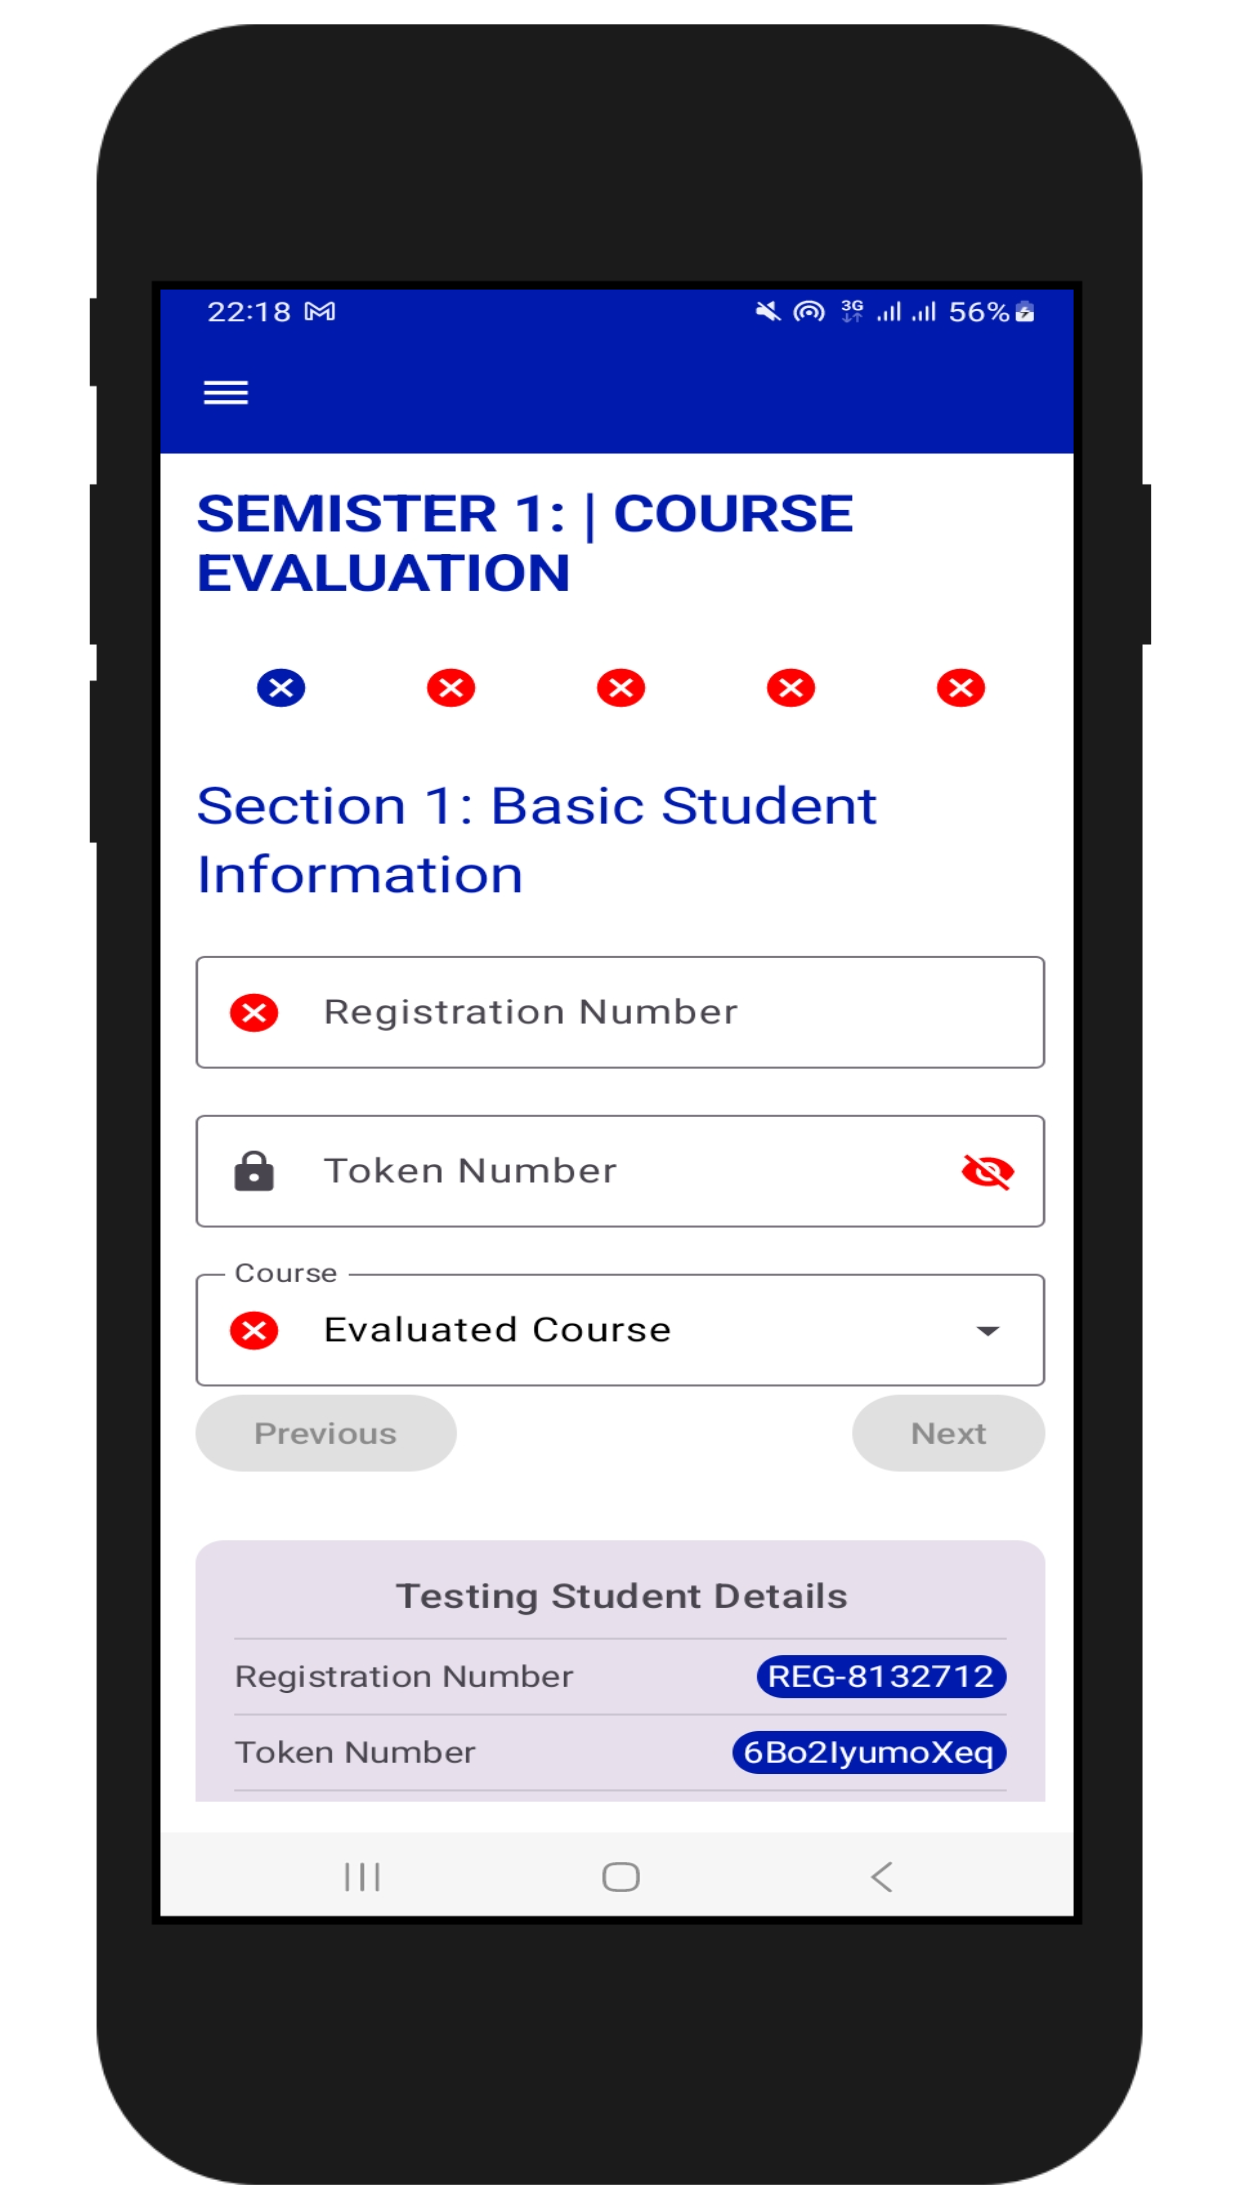 22:18
3G
56%
SEMISTER 1: | COURSE
EVALUATION
Section 1: Basic Student
Information
Registration Number
Token Number
Course
Evaluated Course
Previous
Next
Testing Student Details
Registration Number REG-8132712
Token Number 6Bo2IyumoXeq